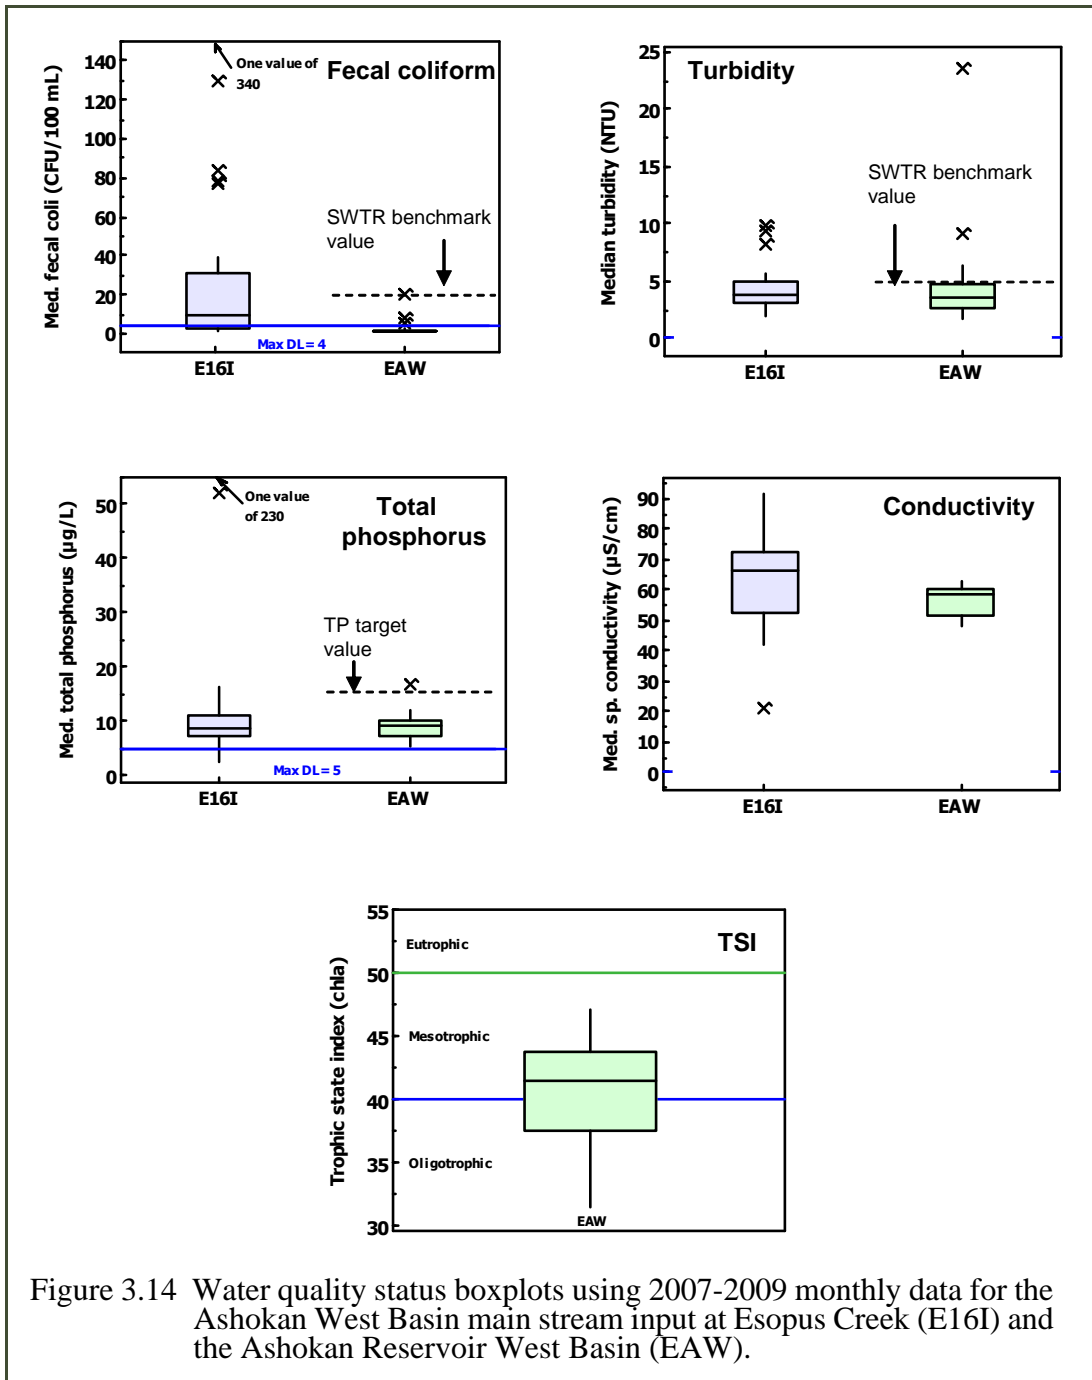 Fecal coliform
One value of
340
Med. fecal coli (CFU/100 mL)
140
120
100
80
60
40
20
0
SWTR benchmark
value
Max DL= 4
E16I
EAW
Turbidity
Median turbidity (NTU)
25
20
15
10
5
0
SWTR benchmark
value
E16I
EAW
Total
phosphorus
One value
of 230
Med. total phosphorus (µg/L)
50
40
30
20
10
0
TP target
value
Max DL= 5
E16I
EAW
Conductivity
Med. sp. conductivity (µS/cm)
90
80
70
60
50
40
30
20
10
0
E16I
EAW
TSI
Trophic state index (chla)
55
50
45
40
35
30
Eutrophic
Mesotrophic
Oligotrophic
EAW
Figure 3.14 Water quality status boxplots using 2007-2009 monthly data for the
Ashokan West Basin main stream input at Esopus Creek (E16I) and
the Ashokan Reservoir West Basin (EAW).